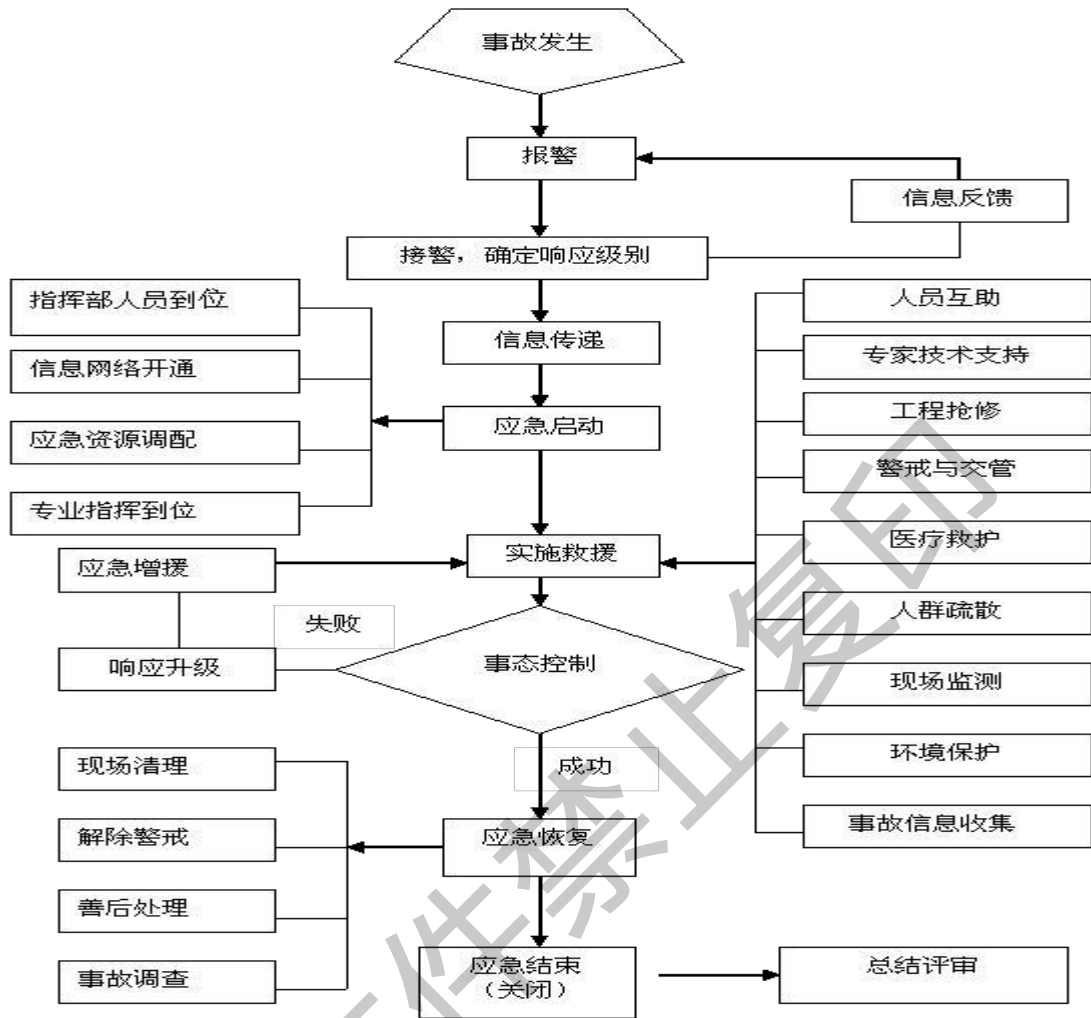 事故发生
报警
信息反馈
接警，确定响应级别
指挥部人员到位
信息网络开通
应急资源调配
专业指挥到位
信息传递
应急启动
人员互助
专家技术支持
工程抢修
警戒与交管
医疗救护
人群疏散
现场监测
环境保护
事故信息收集
应急增援
实施救援
失败
响应升级
事态控制
成功
现场清理
解除警戒
善后处理
事故调查
应急恢复
应急结束
（关闭）
总结评审
件禁止复印